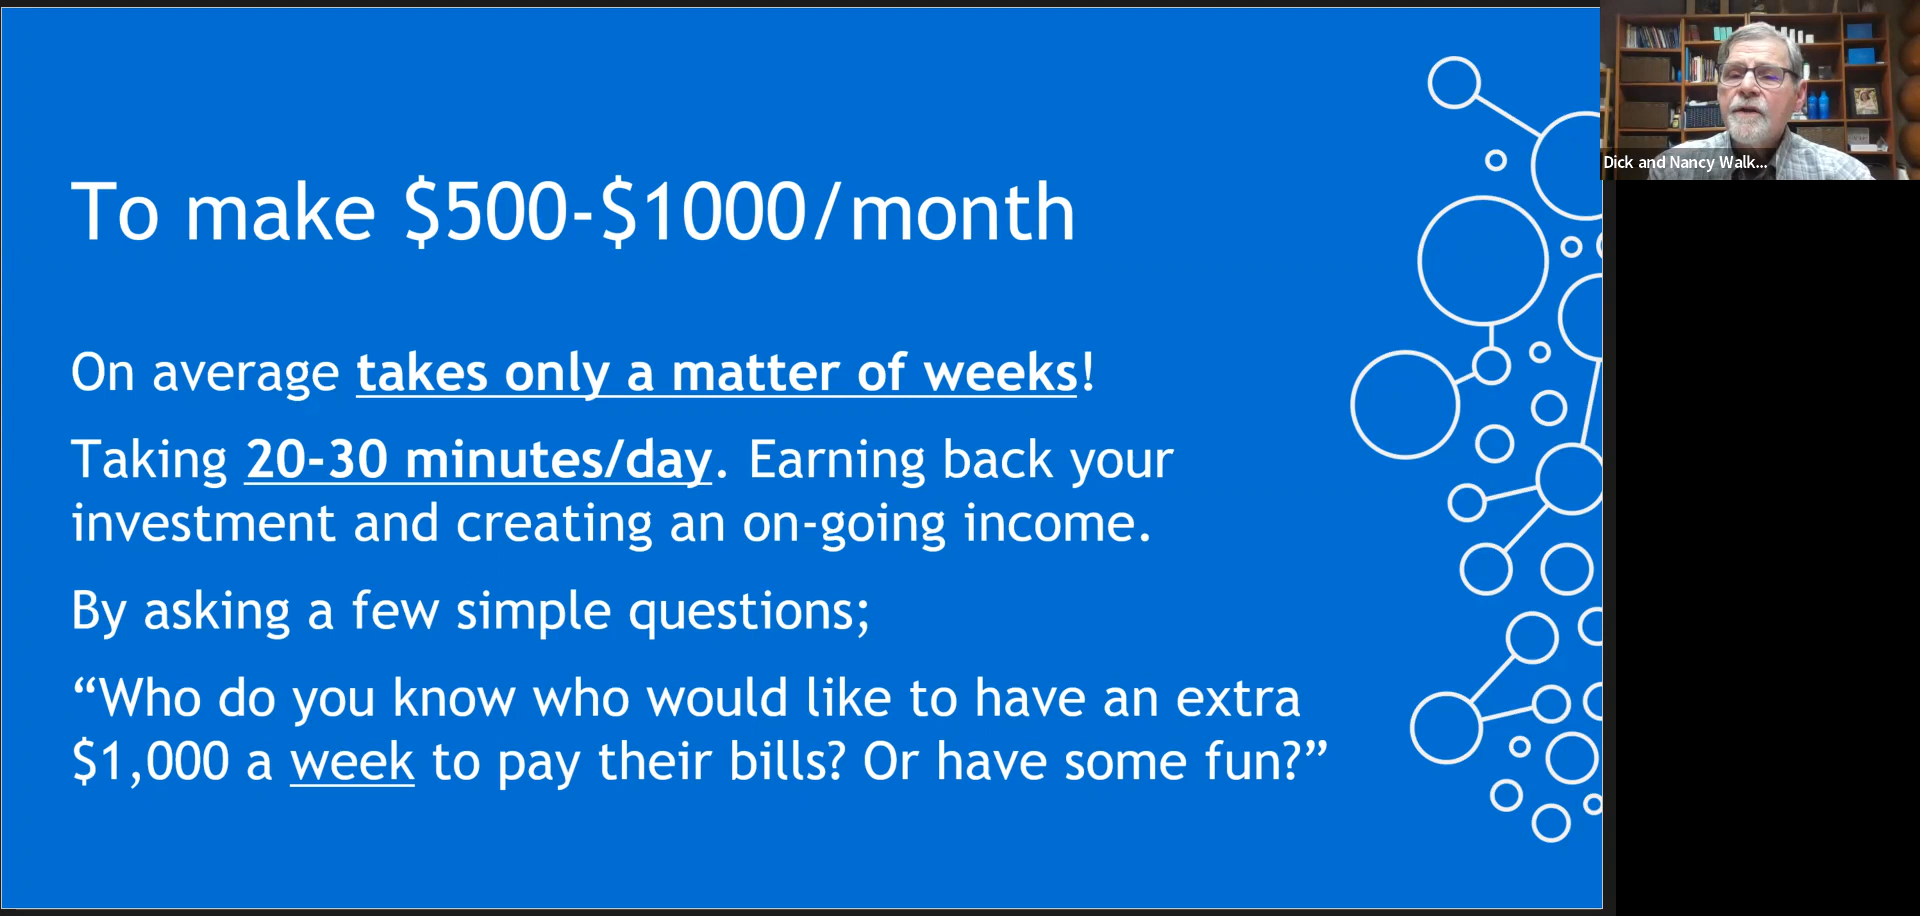 To make $500-$1000/month
On average takes only a matter of weeks!
Taking 20-30 minutes/day. Earning back your
investment and creating an on-going income.
By asking a few simple questions;
“Who do you know who would like to have an extra
$1,000 a week to pay their bills? Or have some fun?”
Dick and Nancy Walk...